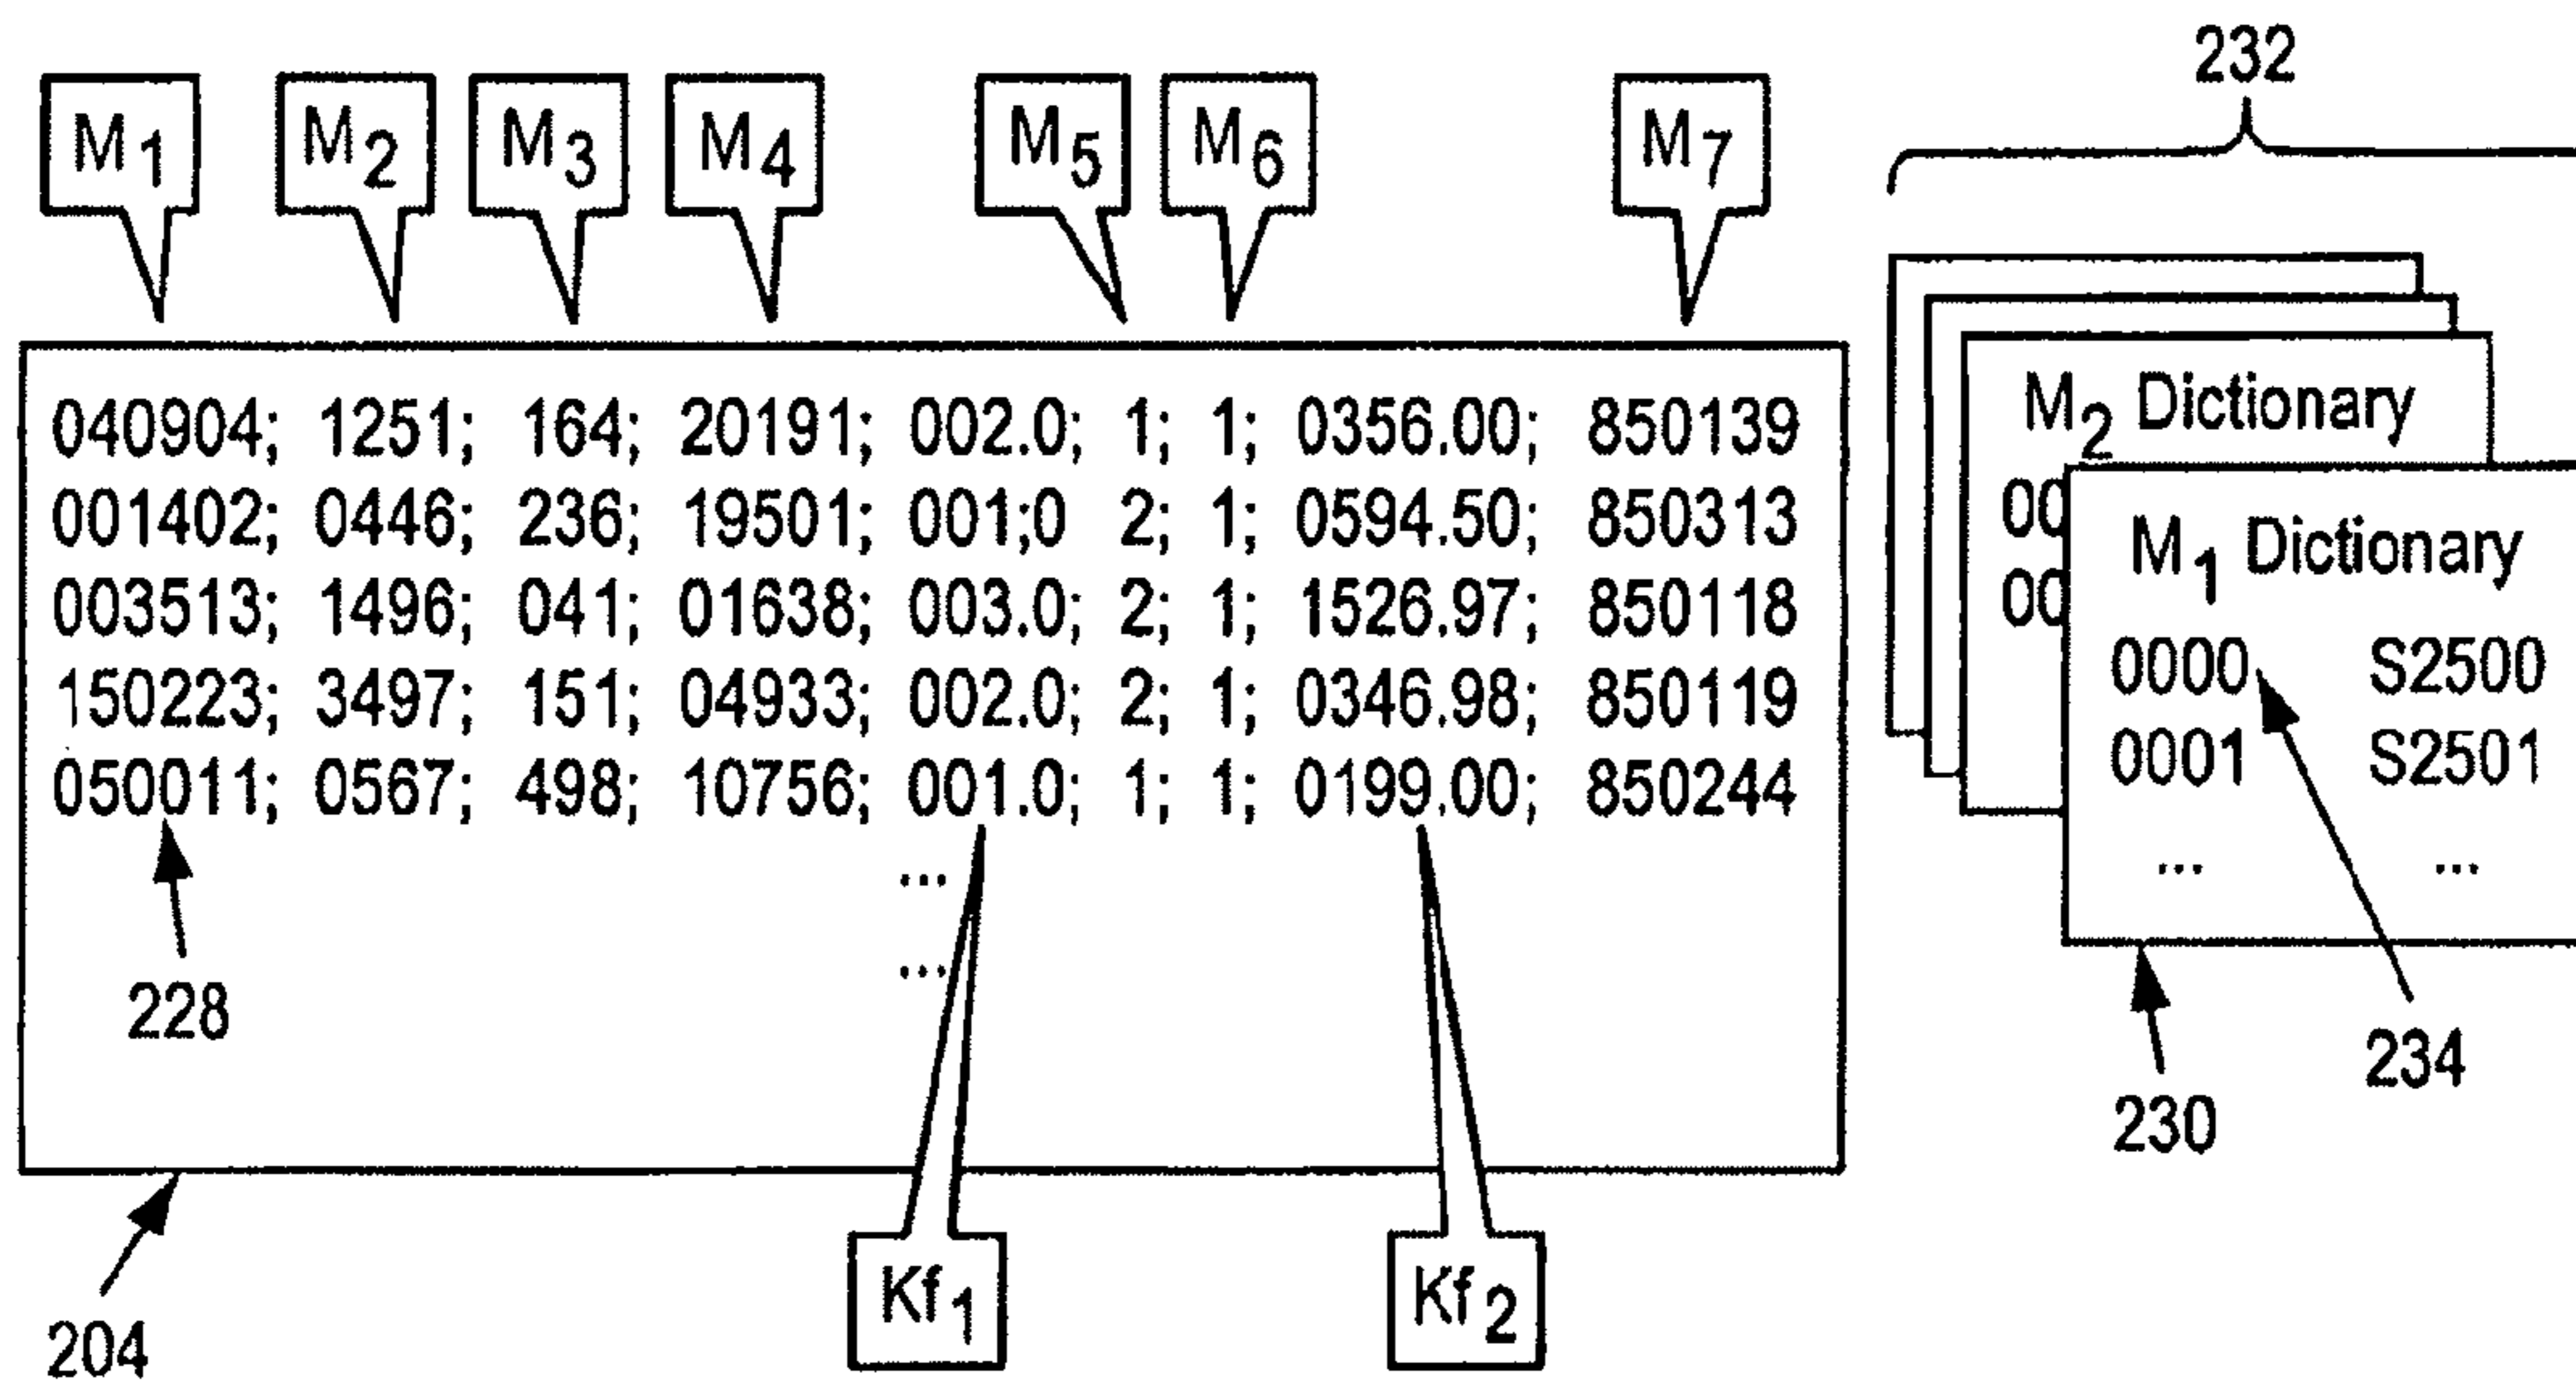 232
M1 M2 M3 M4 M5 M6 M7
040904; 1251; 164; 20191; 002.0; 1; 1; 0356.00; 850139
001402; 0446; 236; 19501; 001;0 2; 1; 0594.50; 850313
003513; 1496; 041; 01638; 003.0; 2; 1; 1526.97; 850118
150223; 3497; 151; 04933; 002.0; 2; 1; 0346.98; 850119
050011; 0567; 498; 10756; 001.0; 1; 1; 0199.00; 850244
...
...
228
204
Kf1
Kf2
M2 Dictionary
00
00
M1 Dictionary
0000 S2500
0001 S2501
... ...
234
230